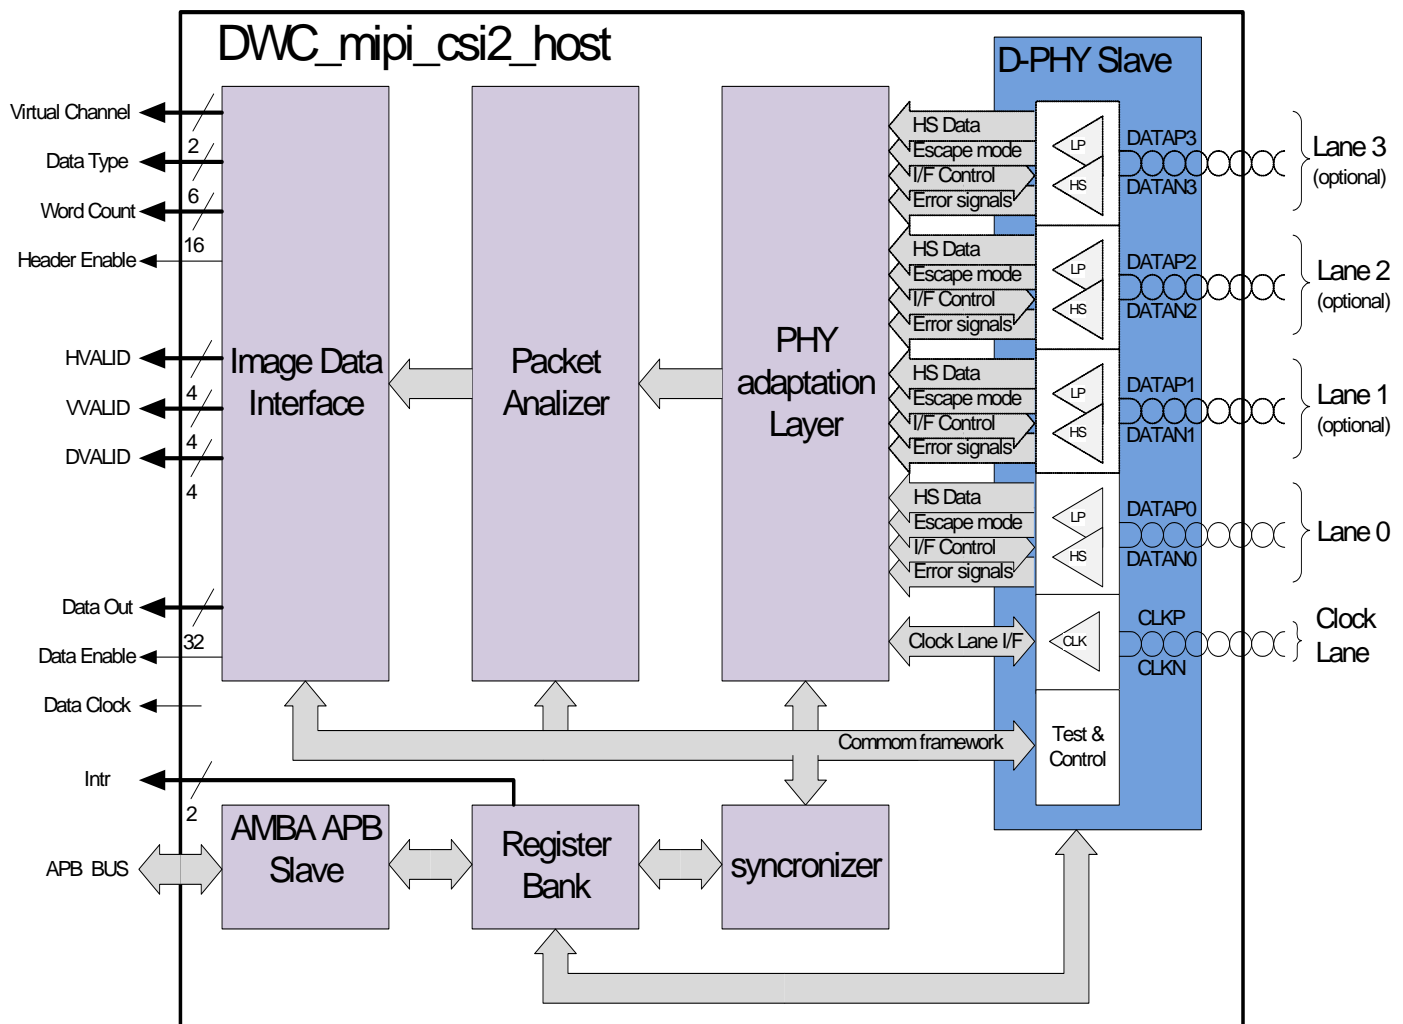 DWC_mipi_csi2_host
D-PHY Slave
Virtual Channel
2
Data Type
6
Word Count
16
Header Enable
HVALID
4
VVALID
4
DVALID
4
Data Out
32
Data Enable
Data Clock
Intr
2
APB BUS
Image Data
Interface
Packet
Analizer
PHY
adaptation
Layer
HS Data
Escape mode
I/F Control
Error signals
HS Data
Escape mode
I/F Control
Error signals
HS Data
Escape mode
I/F Control
Error signals
HS Data
Escape mode
I/F Control
Error signals
Clock Lane I/F
Commom framework
LP
HS
LP
HS
LP
HS
LP
HS
CLK
Test &
Control
DATAP3
DATAN3
DATAP2
DATAN2
DATAP1
DATAN1
DATAP0
DATAN0
CLKP
CLKN
Lane 3
(optional)
Lane 2
(optional)
Lane 1
(optional)
Lane 0
Clock
Lane
AMBA APB
Slave
Register
Bank
syncronizer